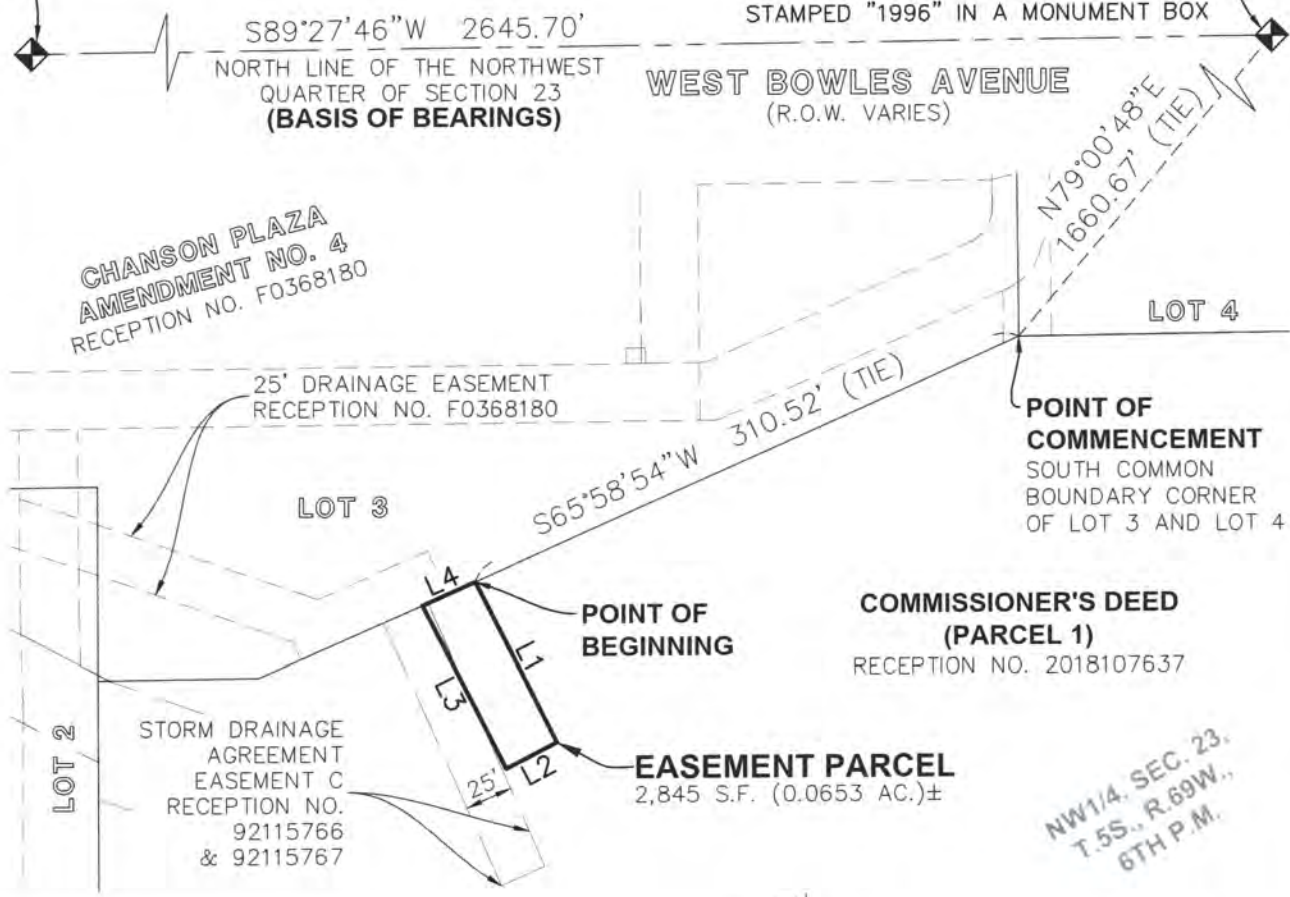 S89°27'46"W 2645.70'
STAMPED "1996" IN A MONUMENT BOX
NORTH LINE OF THE NORTHWEST
QUARTER OF SECTION 23
(BASIS OF BEARINGS)
WEST BOWLES AVENUE
(R.O.W. VARIES)
N79°00'48"E
1660.67' (TIE)
CHANSON PLAZA
AMENDMENT NO. 4
RECEPTION NO. F0368180
LOT 4
25' DRAINAGE EASEMENT
RECEPTION NO. F0368180
S65°58'54"W 310.52' (TIE)
POINT OF
COMMENCEMENT
SOUTH COMMON
BOUNDARY CORNER
OF LOT 3 AND LOT 4
LOT 3
L4
POINT OF
BEGINNING
L1
L3
L2
25'
COMMISSIONER'S DEED
(PARCEL 1)
RECEPTION NO. 2018107637
LOT 2
STORM DRAINAGE
AGREEMENT
EASEMENT C
RECEPTION NO.
92115766
& 92115767
EASEMENT PARCEL
2,845 S.F. (0.0653 AC.)±
NW1/4, SEC. 23,
T.5S., R.69W.,
6TH P.M.